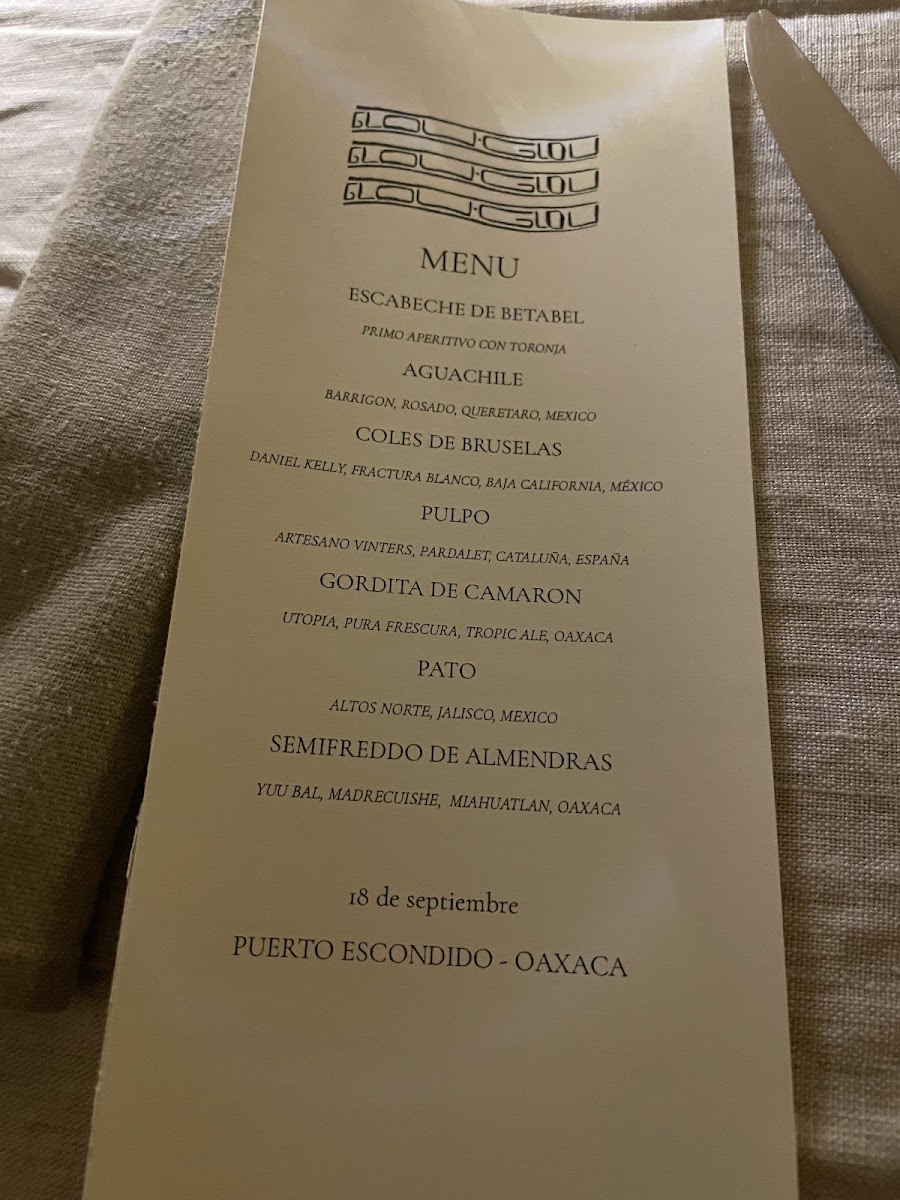 GLOU·GLOU
GLOU·GLOU
GLOU·GLOU
MENU
ESCABECHE DE BETABEL
PRIMO APERITIVO CON TORONJA
AGUACHILE
BARRIGON, ROSADO, QUERETARO, MEXICO
COLES DE BRUSELAS
DANIEL KELLY, FRACTURA BLANCO, BAJA CALIFORNIA, MÉXICO
PULPO
ARTESANO VINTERS, PARDALET, CATALUÑA, ESPAÑA
GORDITA DE CAMARON
UTOPIA, PURA FRESCURA, TROPIC ALE, OAXACA
PATO
ALTOS NORTE, JALISCO, MEXICO
SEMIFREDDO DE ALMENDRAS
YUU BAL, MADRECUISHE, MIAHUATLAN, OAXACA
18 de septiembre
PUERTO ESCONDIDO - OAXACA